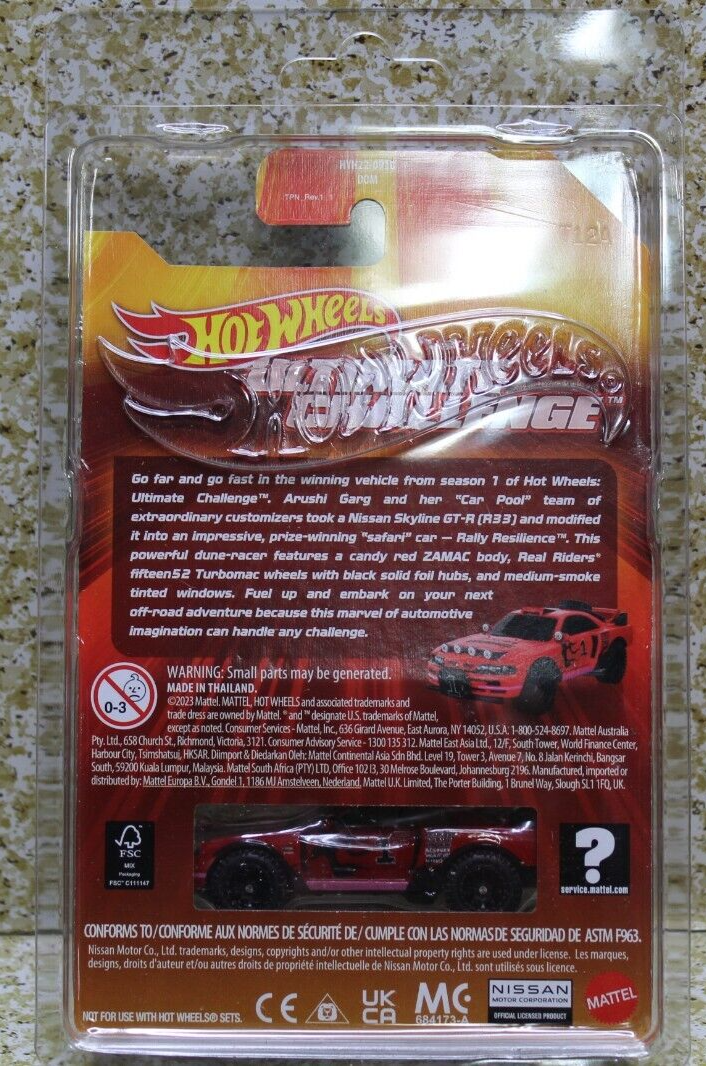 HYH22-0910
DOM
TPN_Rev.1
T12A
HOT WHEELS
ULTIMATE
CHALLENGE™
Go far and go fast in the winning vehicle from season 1 of Hot Wheels:
Ultimate Challenge™. Arushi Garg and her "Car Pool" team of
extraordinary customizers took a Nissan Skyline GT-R (R33) and modified
it into an impressive, prize-winning "safari" car — Rally Resilience™. This
powerful dune-racer features a candy red ZAMAC body, Real Riders®
fifteen52 Turbomac wheels with black solid foil hubs, and medium-smoke
tinted windows. Fuel up and embark on your next
off-road adventure because this marvel of automotive
imagination can handle any challenge.
0-3
WARNING: Small parts may be generated.
MADE IN THAILAND.
©2023 Mattel. MATTEL, HOT WHEELS and associated trademarks and
trade dress are owned by Mattel. ® and ™ designate U.S. trademarks of Mattel,
except as noted. Consumer Services - Mattel, Inc., 636 Girard Avenue, East Aurora, NY 14052, U.S.A. 1-800-524-8697. Mattel Australia
Pty. Ltd., 658 Church St., Richmond, Victoria, 3121. Consumer Advisory Service - 1300 135 312. Mattel East Asia Ltd., 12/F, South Tower, World Finance Center,
Harbour City, Tsimshatsui, HKSAR. Diimport & Diedarkan Oleh: Mattel Continental Asia Sdn Bhd. Level 19, Tower 3, Avenue 7, No. 8 Jalan Kerinchi, Bangsar
South, 59200 Kuala Lumpur, Malaysia. Mattel South Africa (PTY) LTD, Office 102 I3, 30 Melrose Boulevard, Johannesburg 2196. Manufactured, imported or
distributed by: Mattel Europa B.V., Gondel 1, 1186 MJ Amstelveen, Nederland. Mattel U.K. Limited, The Porter Building, 1 Brunel Way, Slough SL1 1FQ, UK.
FSC
MIX
Packaging
FSC™ C111147
?
service.mattel.com
CONFORMS TO/CONFORME AUX NORMES DE SÉCURITÉ DE/ CUMPLE CON LAS NORMAS DE SEGURIDAD DE ASTM F963.
Nissan Motor Co., Ltd. trademarks, designs, copyrights and/or other intellectual property rights are used under license. Les marques,
designs, droits d'auteur et/ou autres droits de propriété intellectuelle de Nissan Motor Co., Ltd. sont utilisés sous licence.
NOT FOR USE WITH HOT WHEELS® SETS.
CE
UK
CA
MC
684173-A
NISSAN
MOTOR CORPORATION
OFFICIAL LICENSED PRODUCT
MATTEL